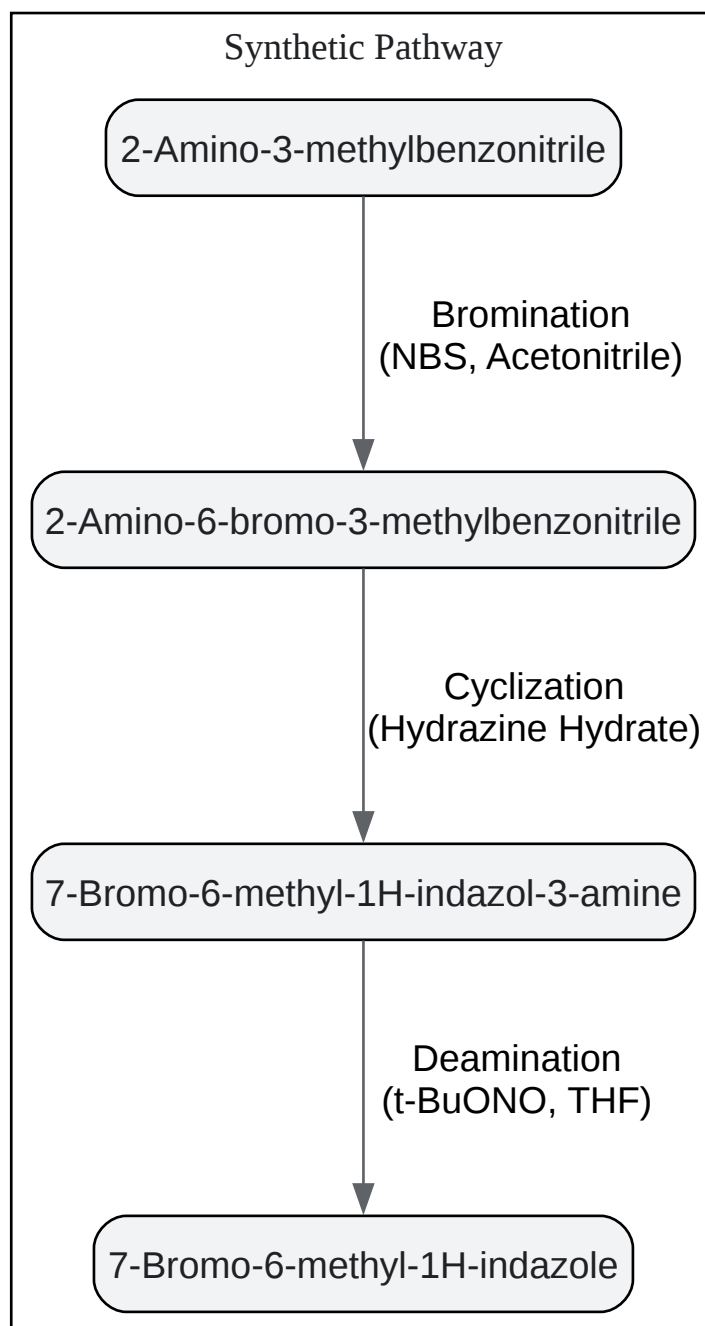 Synthetic Pathway
2-Amino-3-methylbenzonitrile
Bromination
(NBS, Acetonitrile)
2-Amino-6-bromo-3-methylbenzonitrile
Cyclization
(Hydrazine Hydrate)
7-Bromo-6-methyl-1H-indazol-3-amine
Deamination
(t-BuONO, THF)
7-Bromo-6-methyl-1H-indazole